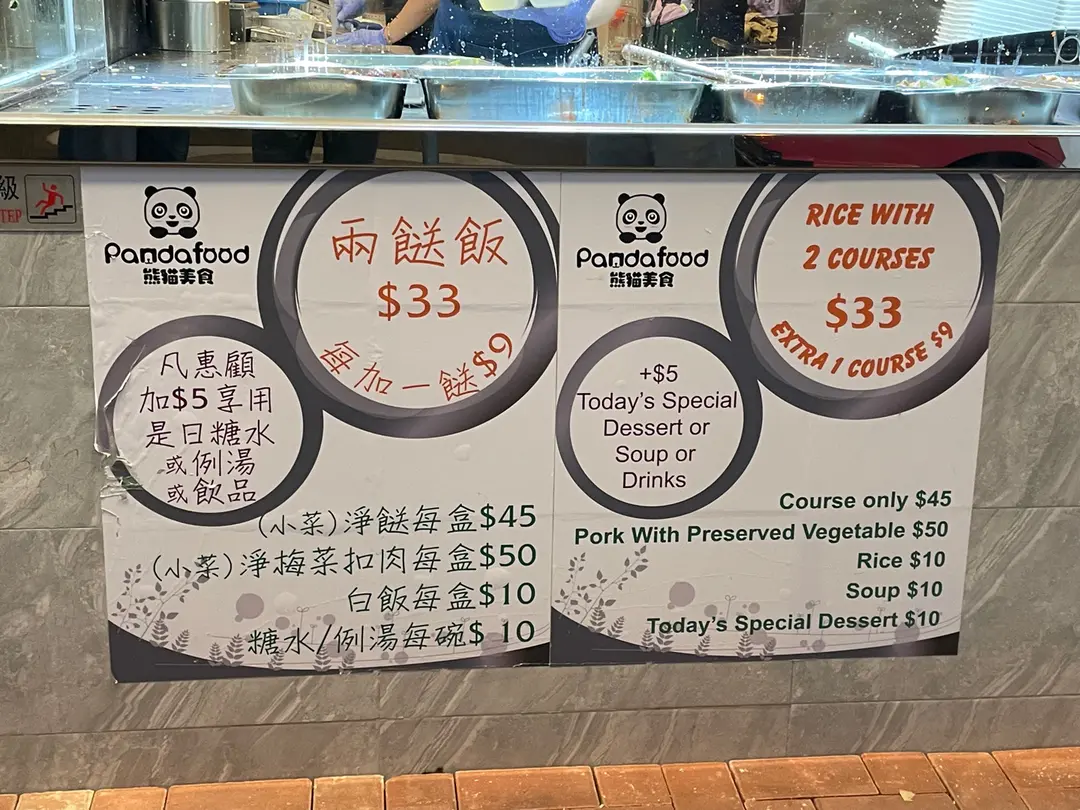 級
TEP
Pandafood
熊貓美食
兩餸飯
$33
每加一餸$9
凡惠顧
加$5享用
是日糖水
或例湯
或飲品
(小菜)淨餸每盒$45
(小菜)淨梅菜扣肉每盒$50
白飯每盒$10
糖水/例湯每碗$10
Pandafood
熊貓美食
RICE WITH
2 COURSES
$33
EXTRA 1 COURSE $9
+$5
Today's Special
Dessert or
Soup or
Drinks
Course only $45
Pork With Preserved Vegetable $50
Rice $10
Soup $10
Today's Special Dessert $10